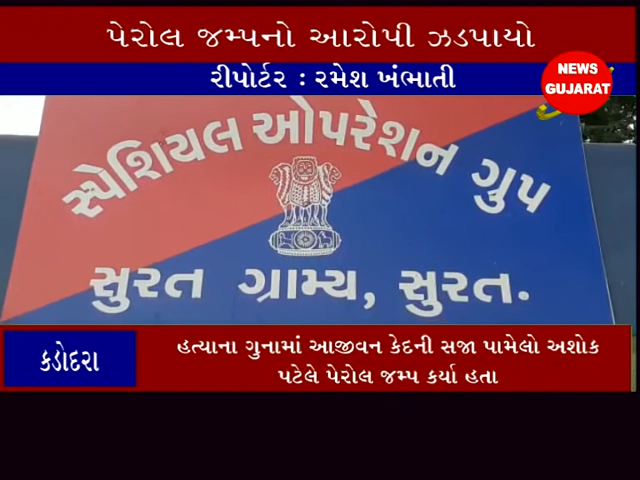 પેરોલ જમ્પનો આરોપી ઝડપાયો
રીપોર્ટર : રમેશ ખંભાતી
NEWS
GUJARAT
સ્પેશિયલ ઓપરેશન ગ્રુપ
સુરત ગ્રામ્ય, સુરત.
કડોદરા
હત્યાના ગુનામાં આજીવન કેદની સજા પામેલો અશોક
પટેલે પેરોલ જમ્પ કર્યા હતા